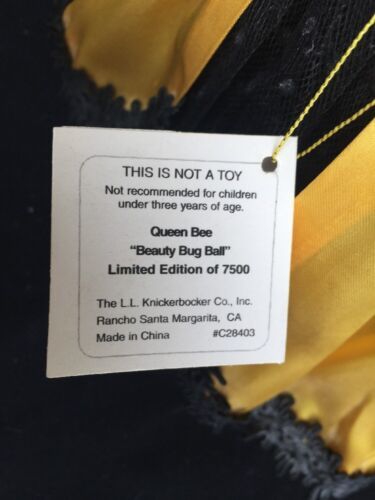 THIS IS NOT A TOY
Not recommended for children
under three years of age.
Queen Bee
"Beauty Bug Ball"
Limited Edition of 7500
The L.L. Knickerbocker Co., Inc.
Rancho Santa Margarita, CA
Made in China #C28403